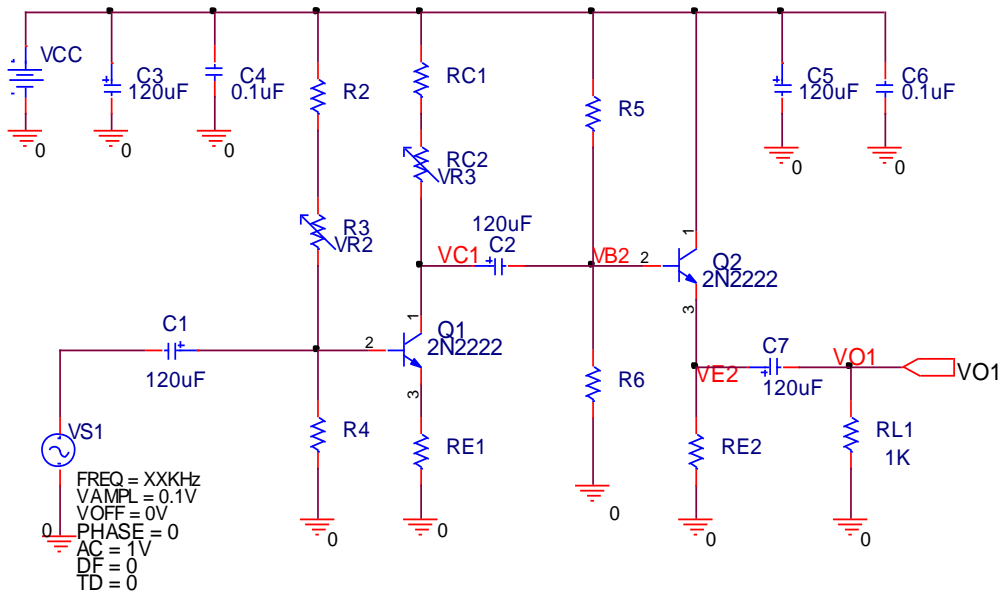 VCC
C3
120uF
C4
0.1uF
R2
RC1
R5
C5
120uF
C6
0.1uF
0
0
0
0
0
RC2
VR3
R3
VR2
120uF
C2
VC1
VB2
2
1
Q2
2N2222
3
C1
120uF
2
1
Q1
2N2222
3
R6
VE2
C7
120uF
VO1
VO1
VS1
R4
RE1
RE2
RL1
1K
FREQ = XXKHz
VAMPL = 0.1V
VOFF = 0V
PHASE = 0
AC = 1V
DF = 0
TD = 0
0
0
0
0
0
0